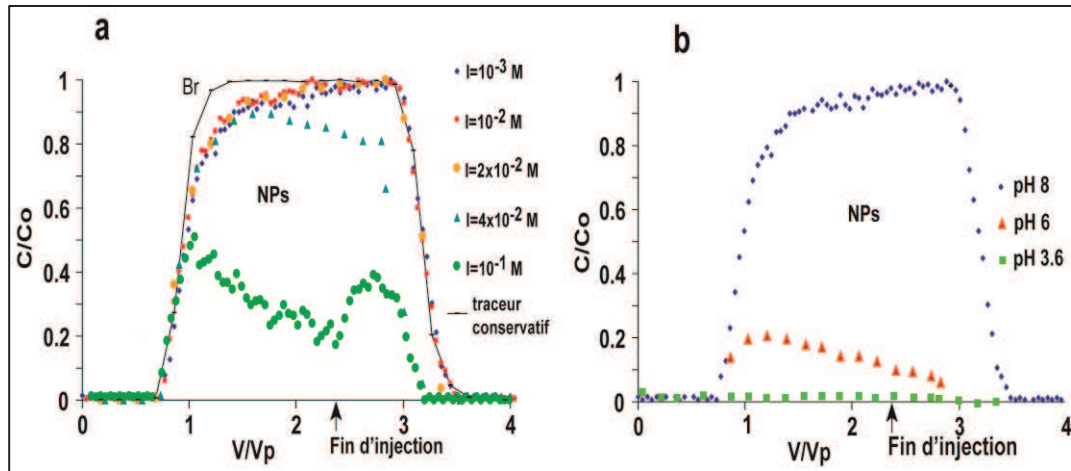 a
C/Co
1
0.8
0.6
0.4
0.2
0
Br
NPs
0
1
2
3
4
V/Vp
Fin d'injection
I=10⁻³ M
I=10⁻² M
I=2x10⁻² M
I=4x10⁻² M
I=10⁻¹ M
traceur
conservatif
b
C/Co
1
0.8
0.6
0.4
0.2
0
NPs
0
1
2
3
4
V/Vp
Fin d'injection
pH 8
pH 6
pH 3.6